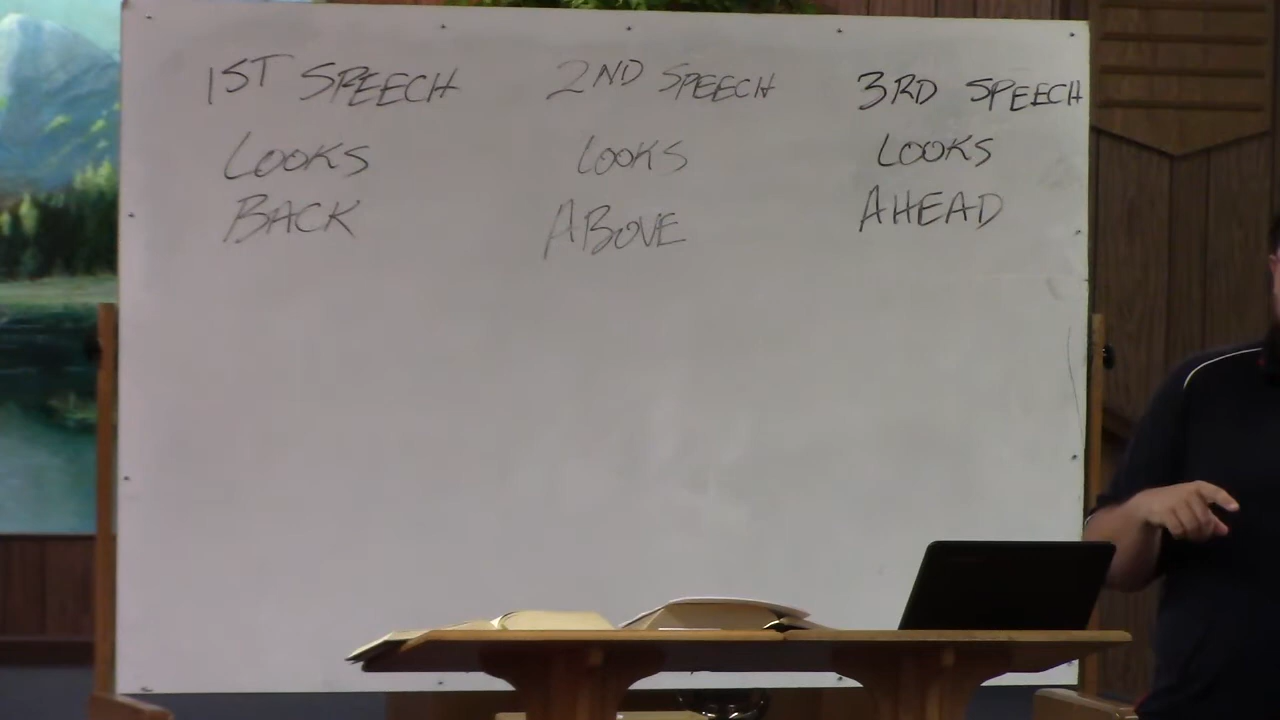 1ST SPEECH
LOOKS
BACK
2ND SPEECH
LOOKS
ABOVE
3RD SPEECH
LOOKS
AHEAD